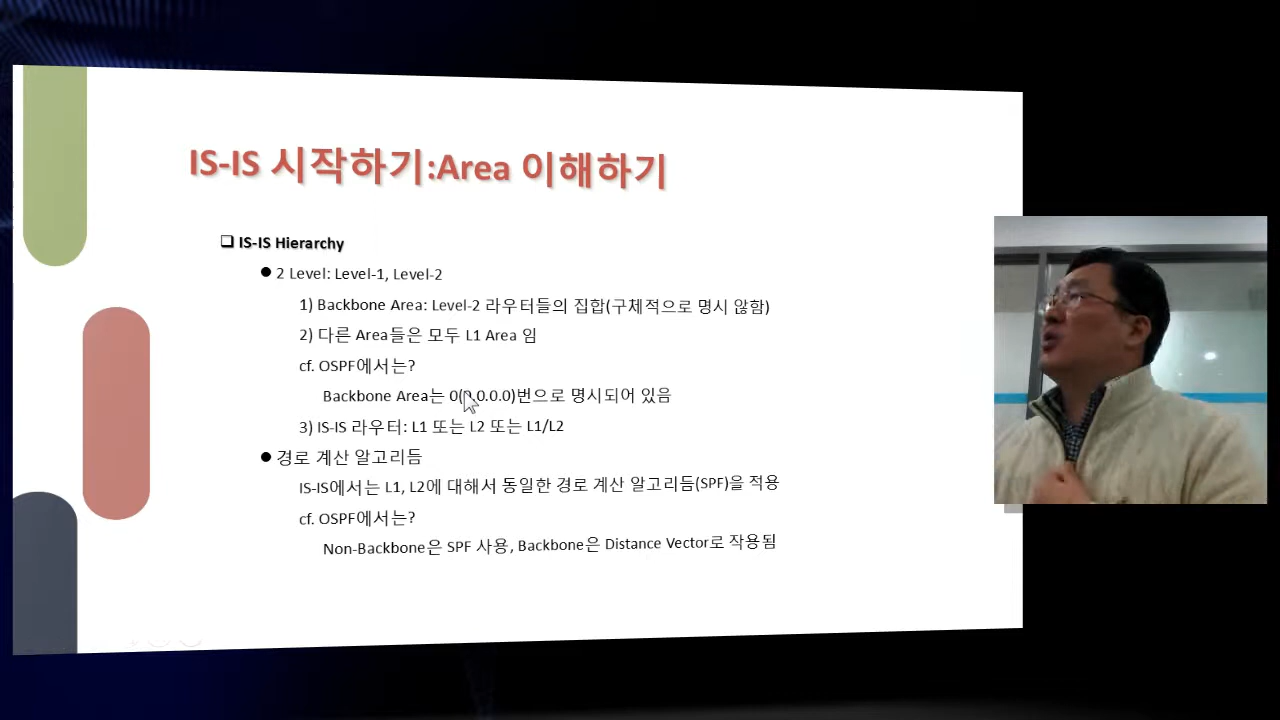 IS-IS 시작하기:Area 이해하기
❑ IS-IS Hierarchy
● 2 Level: Level-1, Level-2
1) Backbone Area: Level-2 라우터들의 집합(구체적으로 명시 않함)
2) 다른 Area들은 모두 L1 Area 임
cf. OSPF에서는?
Backbone Area는 0(0.0.0.0)번으로 명시되어 있음
3) IS-IS 라우터: L1 또는 L2 또는 L1/L2
● 경로 계산 알고리듬
IS-IS에서는 L1, L2에 대해서 동일한 경로 계산 알고리듬(SPF)을 적용
cf. OSPF에서는?
Non-Backbone은 SPF 사용, Backbone은 Distance Vector로 작용됨